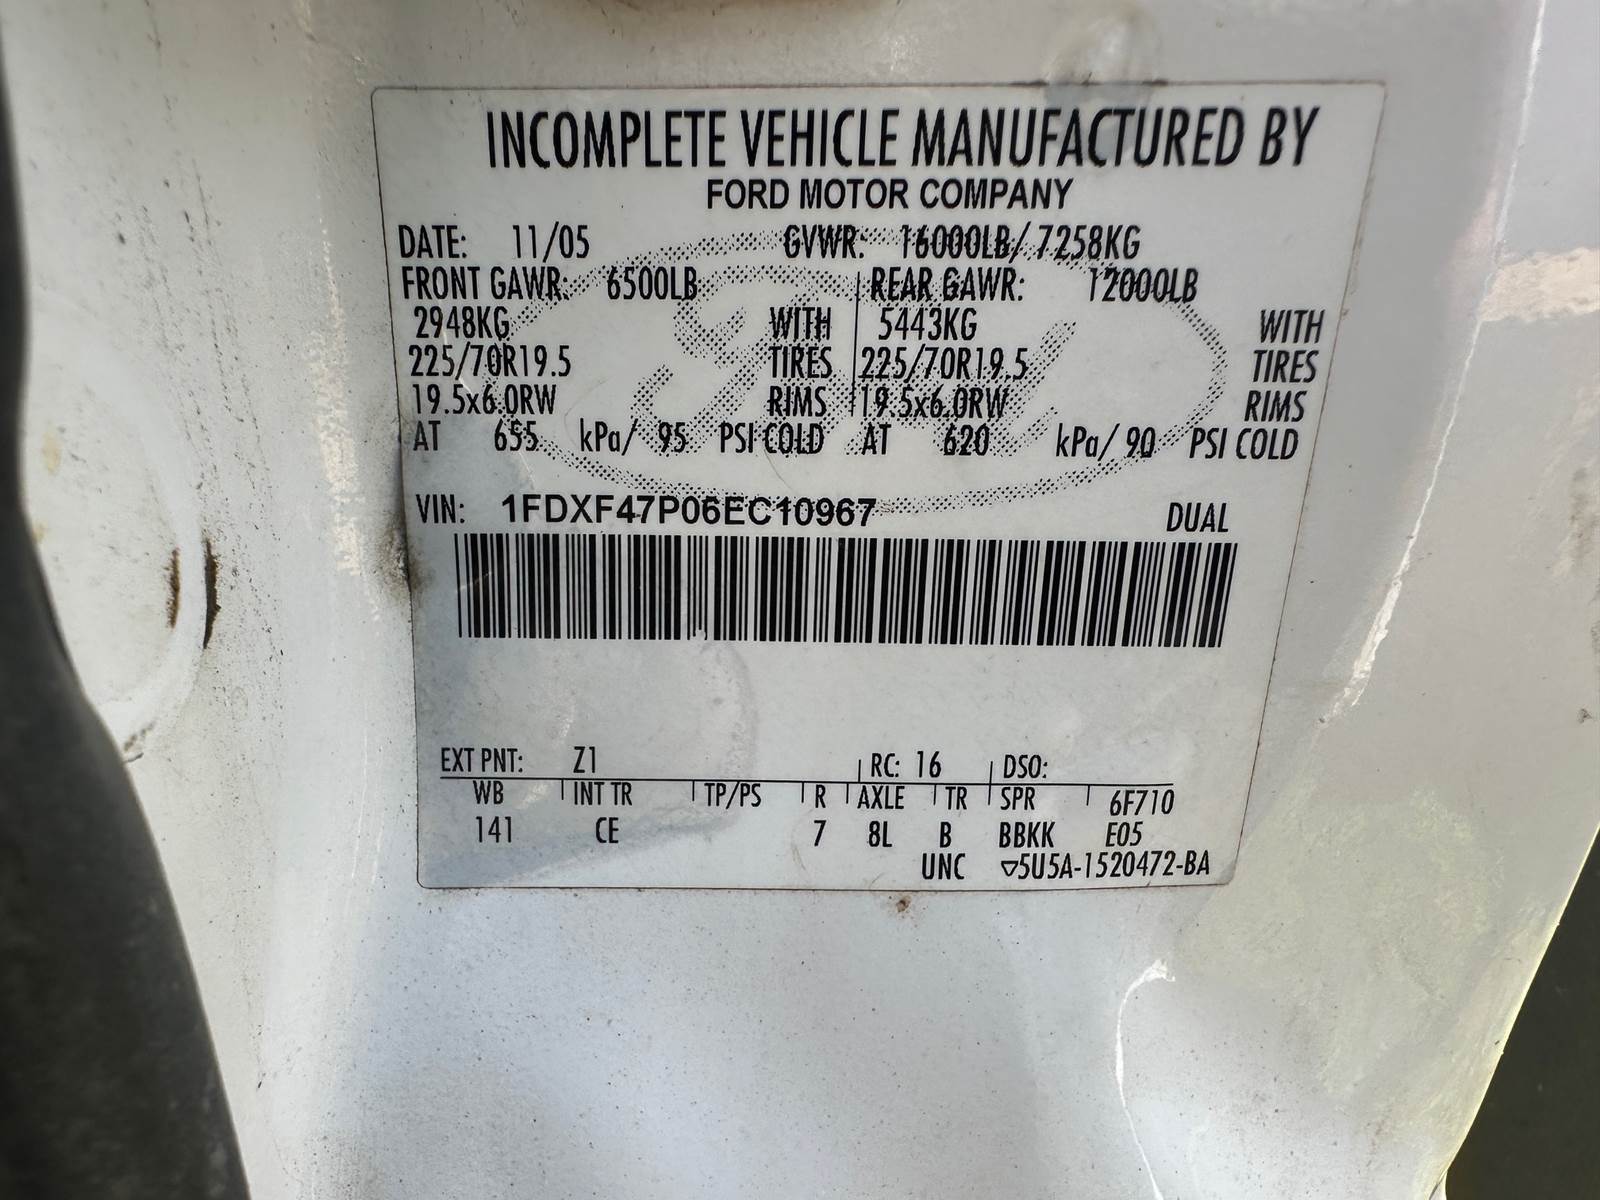 INCOMPLETE VEHICLE MANUFACTURED BY
FORD MOTOR COMPANY
DATE: 11/05 GVWR: 16000LB/ 7258KG
FRONT GAWR: 6500LB REAR GAWR: 12000LB
2948KG WITH 5443KG WITH
225/70R19.5 TIRES 225/70R19.5 TIRES
19.5x6.0RW RIMS 19.5x6.0RW RIMS
AT 655 kPa/ 95 PSI COLD AT 620 kPa/ 90 PSI COLD
VIN: 1FDXF47P06EC10967 DUAL
EXT PNT: Z1 RC: 16 DSO:
WB INT TR TP/PS R AXLE TR SPR 6F710
141 CE 7 8L B BBKK E05
UNC ▽5U5A-1520472-BA